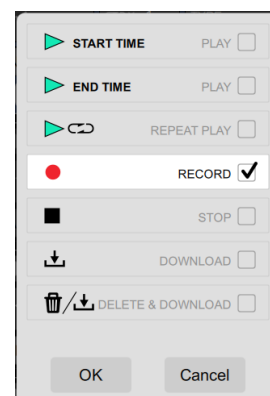 START TIME PLAY
END TIME PLAY
REPEAT PLAY
RECORD
STOP
DOWNLOAD
DELETE & DOWNLOAD
OK Cancel